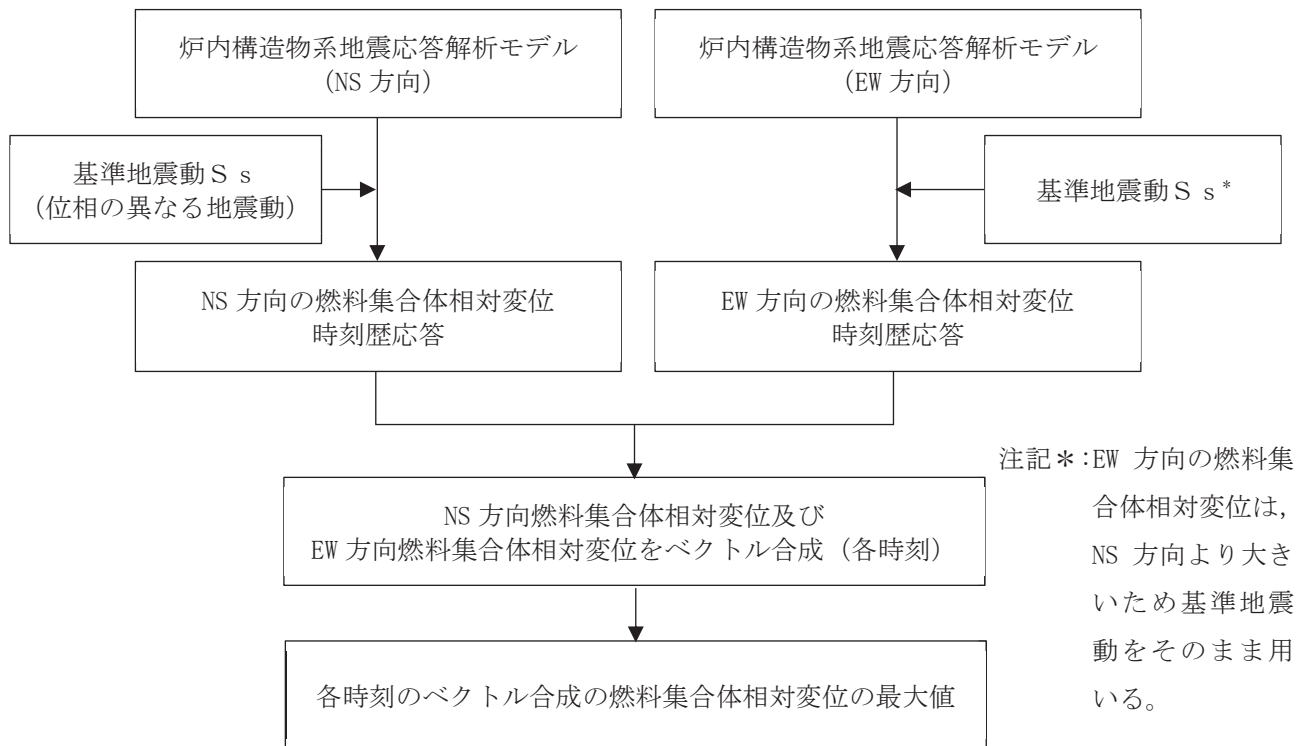 炉内構造物系地震応答解析モデル
(NS 方向)
炉内構造物系地震応答解析モデル
(EW 方向)
基準地震動Ｓｓ
(位相の異なる地震動)
基準地震動Ｓｓ*
NS 方向の燃料集合体相対変位
時刻歴応答
EW 方向の燃料集合体相対変位
時刻歴応答
NS 方向燃料集合体相対変位及び
EW 方向燃料集合体相対変位をベクトル合成（各時刻）
各時刻のベクトル合成の燃料集合体相対変位の最大値
注記＊：EW 方向の燃料集
合体相対変位は，
NS 方向より大き
いため基準地震
動をそのまま用
いる。